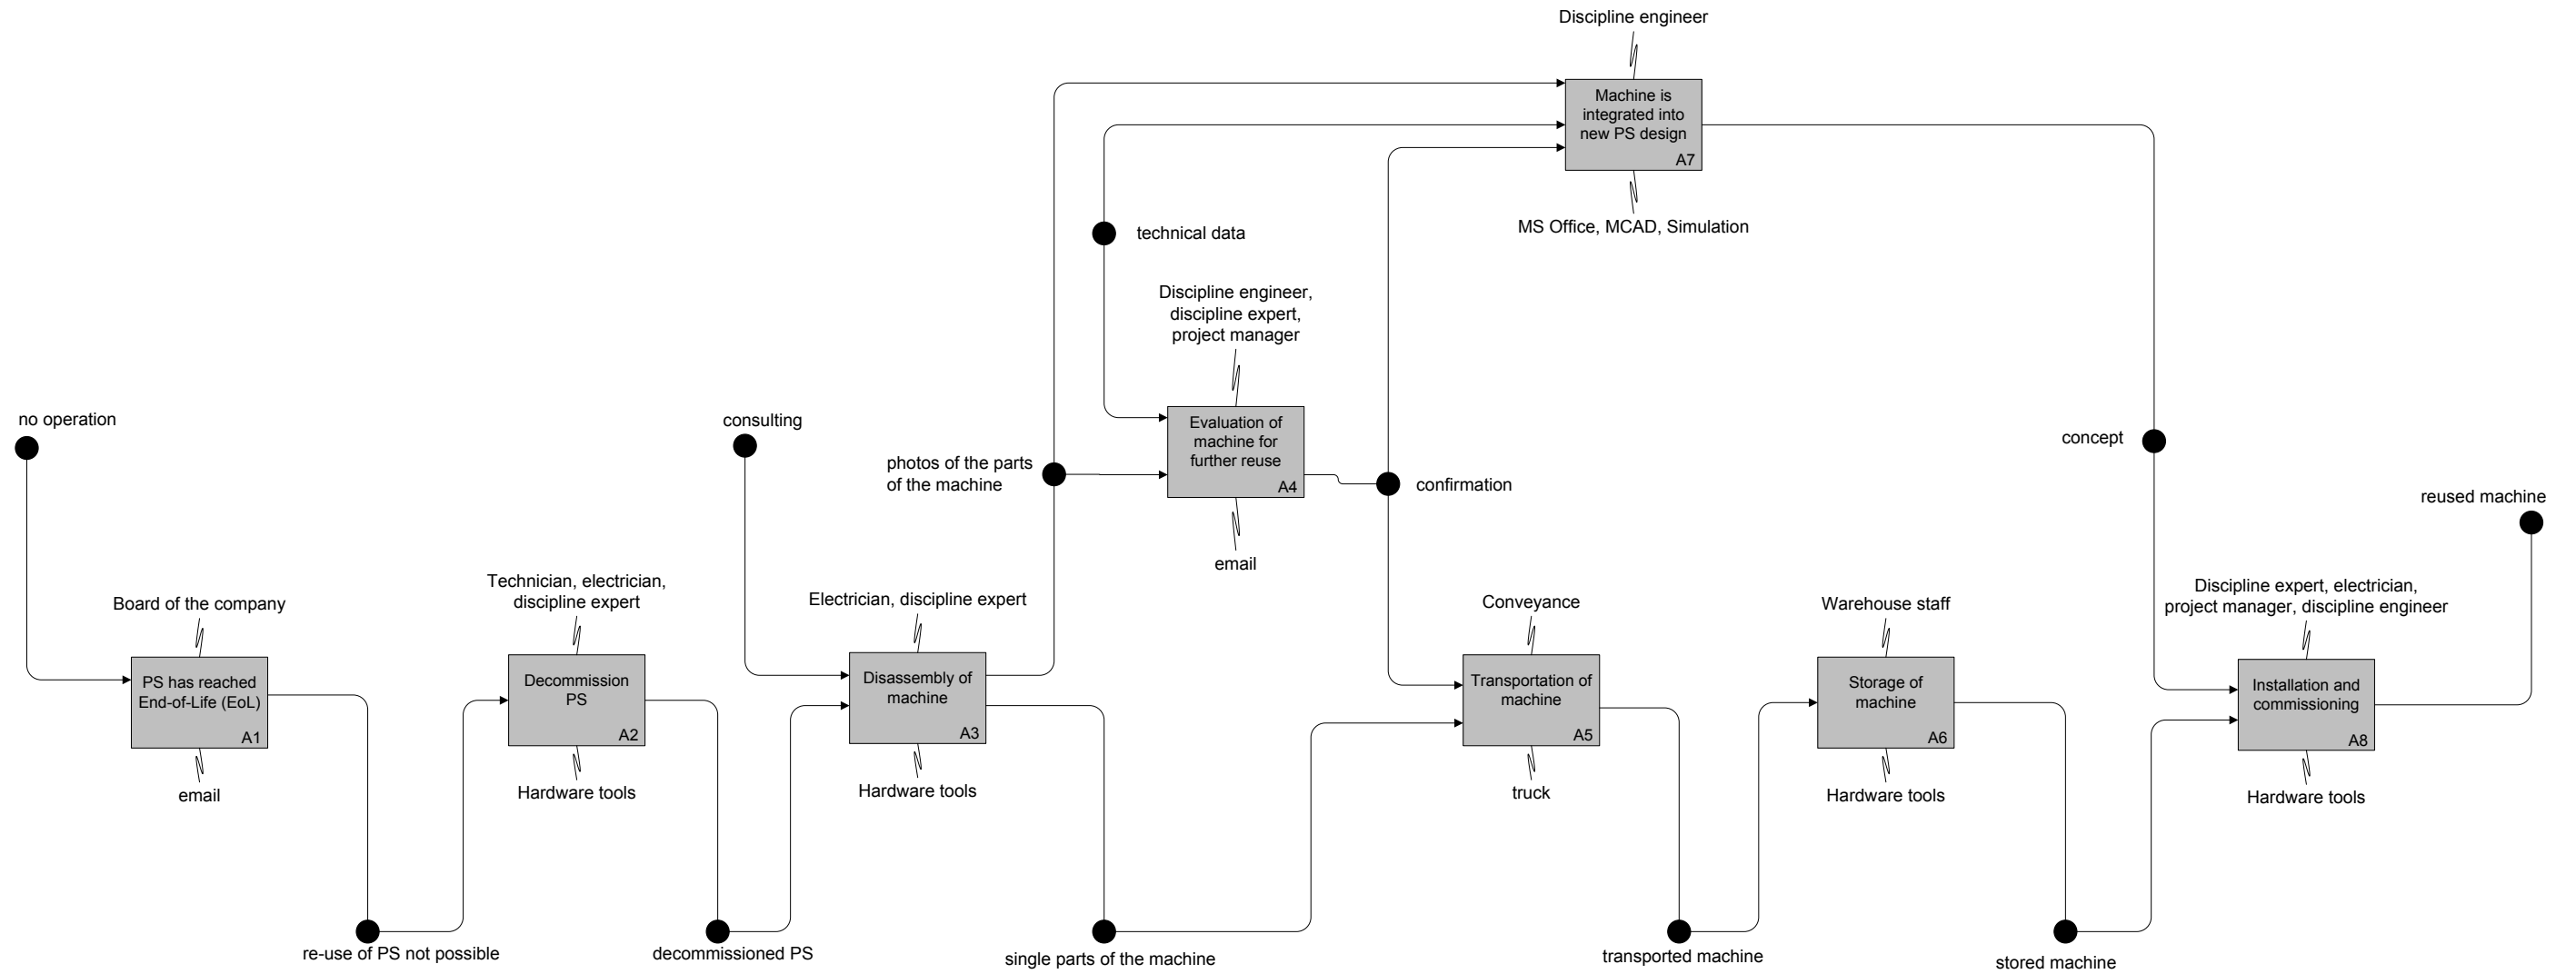 Discipline engineer
Machine is
integrated into
new PS design
A7
MS Office, MCAD, Simulation
technical data
Discipline engineer,
discipline expert,
project manager
Evaluation of
machine for
further reuse
A4
email
no operation
consulting
photos of the parts
of the machine
confirmation
concept
reused machine
Board of the company
PS has reached
End-of-Life (EoL)
A1
email
Technician, electrician,
discipline expert
Decommission
PS
A2
Hardware tools
Electrician, discipline expert
Disassembly of
machine
A3
Hardware tools
Conveyance
Transportation of
machine
A5
truck
Warehouse staff
Storage of
machine
A6
Hardware tools
Discipline expert, electrician,
project manager, discipline engineer
Installation and
commissioning
A8
Hardware tools
re-use of PS not possible
decommissioned PS
single parts of the machine
transported machine
stored machine